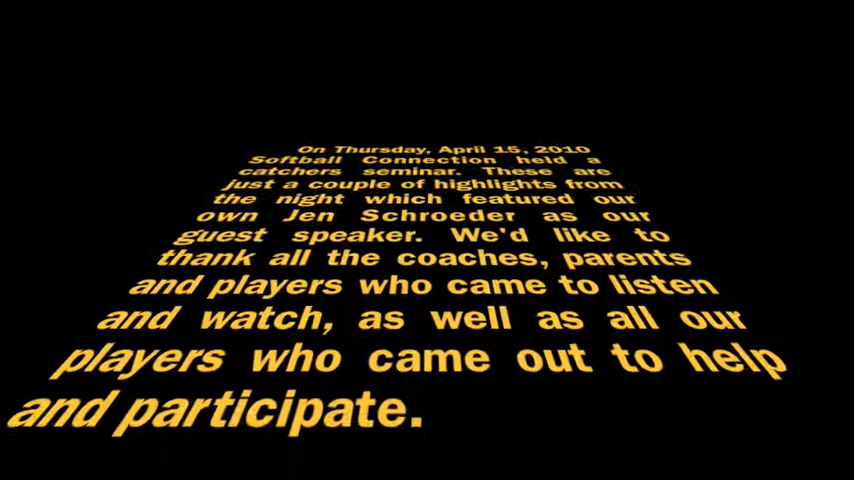 On Thursday, April 15, 2010
Softball Connection held a
catchers seminar. These are
just a couple of highlights from
the night which featured our
own Jen Schroeder as our
guest speaker. We'd like to
thank all the coaches, parents
and players who came to listen
and watch, as well as all our
players who came out to help
and participate.